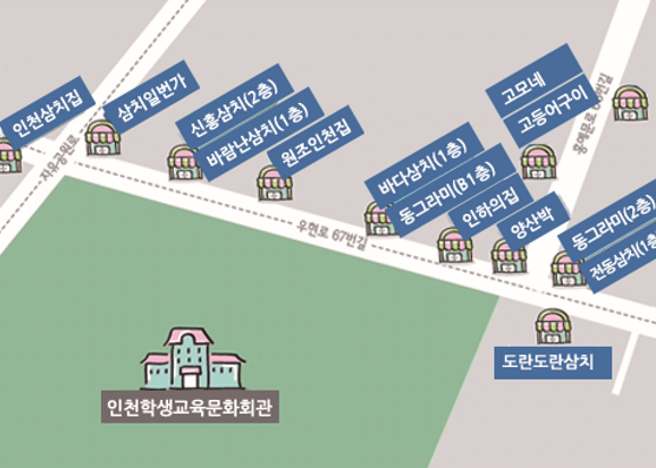 인천삼치집
삼치일번가
신흥삼치(2층)
바람난삼치(1층)
원조인천집
바다삼치(1층)
동그라미(B1층)
인하의집
양산박
고모네
고등어구이
동그라미(2층)
전동삼치(1층
도란도란삼치
자유공원로
우현로 67번길
홍예문로
번길
인천학생교육문화회관